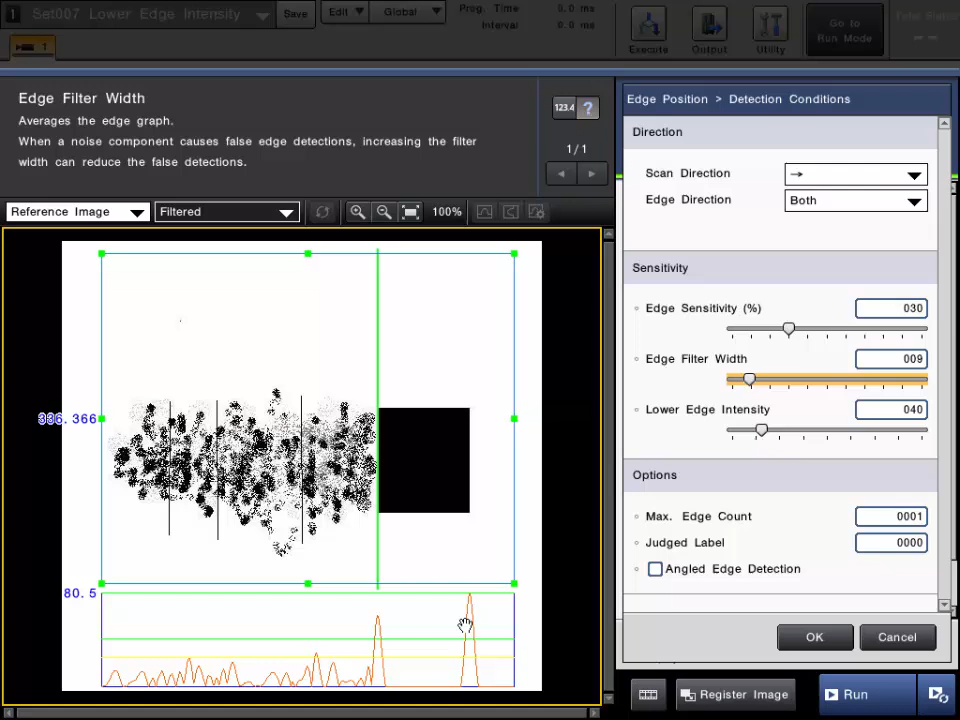 1 Set007 Lower Edge Intensity Save Edit Global
Prog. Time 0.0 ms
Interval 0.0 ms
Execute Output Utility
Go to
Run Mode
1
Edge Filter Width
Averages the edge graph.
When a noise component causes false edge detections, increasing the filter
width can reduce the false detections.
123.4 ?
1/1
Reference Image Filtered 100%
336.366
80.5
Edge Position > Detection Conditions
Direction
Scan Direction →
Edge Direction Both
Sensitivity
Edge Sensitivity (%) 030
Edge Filter Width 009
Lower Edge Intensity 040
Options
Max. Edge Count 0001
Judged Label 0000
Angled Edge Detection
OK Cancel
Register Image Run